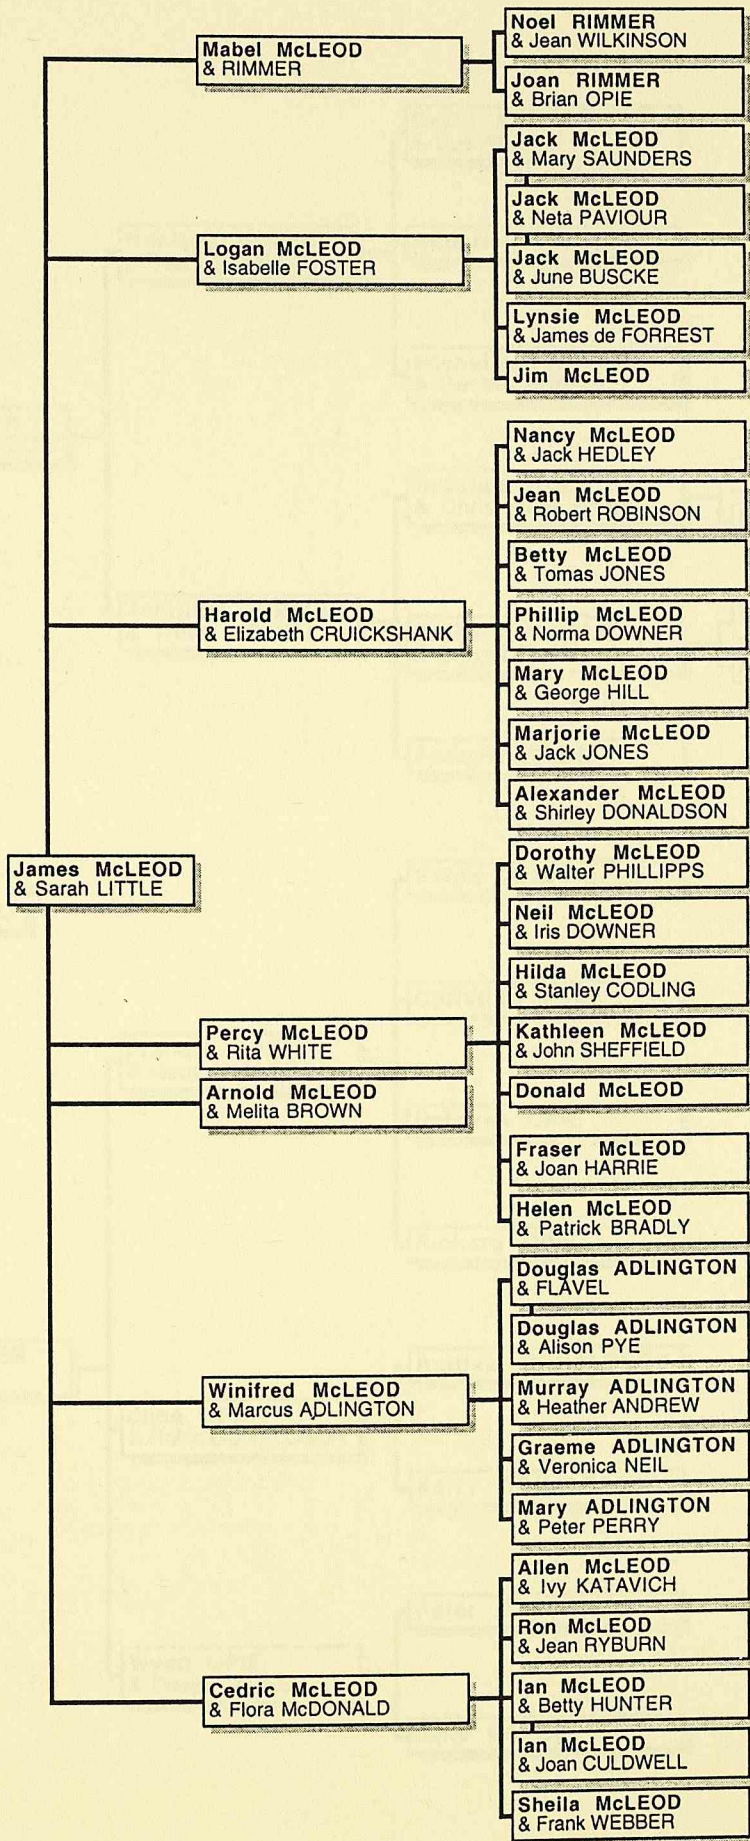 Mabel McLEOD
& RIMMER
Noel RIMMER
& Jean WILKINSON
Joan RIMMER
& Brian OPIE
Logan McLEOD
& Isabelle FOSTER
Jack McLEOD
& Mary SAUNDERS
Jack McLEOD
& Neta PAVIOUR
Jack McLEOD
& June BUSCKE
Lynsie McLEOD
& James de FORREST
Jim McLEOD
Harold McLEOD
& Elizabeth CRUICKSHANK
Nancy McLEOD
& Jack HEDLEY
Jean McLEOD
& Robert ROBINSON
Betty McLEOD
& Tomas JONES
Phillip McLEOD
& Norma DOWNER
Mary McLEOD
& George HILL
Marjorie McLEOD
& Jack JONES
Alexander McLEOD
& Shirley DONALDSON
James McLEOD
& Sarah LITTLE
Percy McLEOD
& Rita WHITE
Arnold McLEOD
& Melita BROWN
Dorothy McLEOD
& Walter PHILLIPPS
Neil McLEOD
& Iris DOWNER
Hilda McLEOD
& Stanley CODLING
Kathleen McLEOD
& John SHEFFIELD
Donald McLEOD
Fraser McLEOD
& Joan HARRIE
Helen McLEOD
& Patrick BRADLY
Winifred McLEOD
& Marcus ADLINGTON
Douglas ADLINGTON
& FLAVEL
Douglas ADLINGTON
& Alison PYE
Murray ADLINGTON
& Heather ANDREW
Graeme ADLINGTON
& Veronica NEIL
Mary ADLINGTON
& Peter PERRY
Cedric McLEOD
& Flora McDONALD
Allen McLEOD
& Ivy KATAVICH
Ron McLEOD
& Jean RYBURN
Ian McLEOD
& Betty HUNTER
Ian McLEOD
& Joan CULDWELL
Sheila McLEOD
& Frank WEBBER